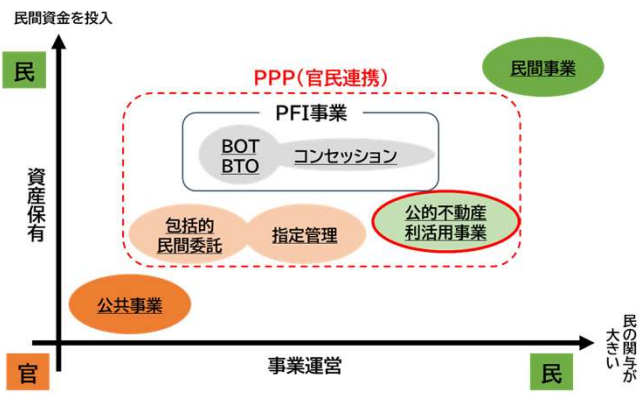 民間資金を投入
民
民間事業
PPP(官民連携)
PFI事業
BOT
BTO
コンセッション
資産保有
公的不動産
利活用事業
包括的
民間委託
指定管理
公共事業
民の関与が
大きい
官
事業運営
民